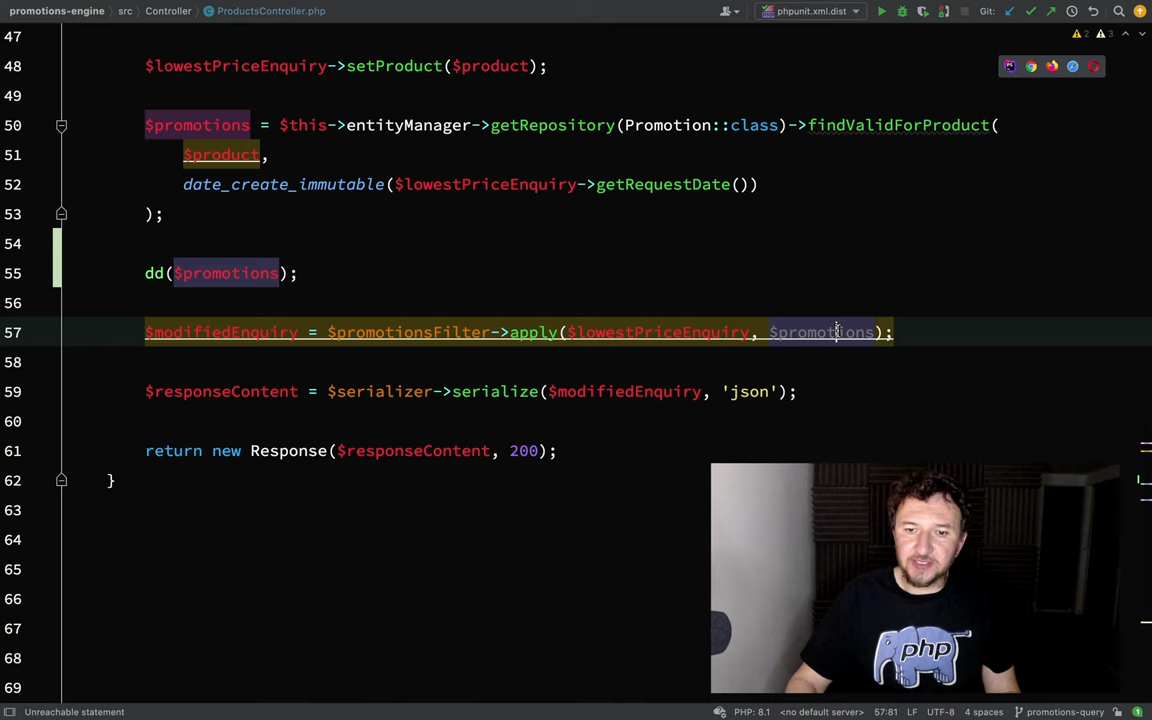 promotions-engine src Controller ProductsController.php phpunit.xml.dist Git:
2 3
47
48 $lowestPriceEnquiry->setProduct($product);
49
50 $promotions = $this->entityManager->getRepository(Promotion::class)->findValidForProduct(
51 $product,
52 date_create_immutable($lowestPriceEnquiry->getRequestDate())
53 );
54
55 dd($promotions);
56
57 $modifiedEnquiry = $promotionsFilter->apply($lowestPriceEnquiry, $promotions);
58
59 $responseContent = $serializer->serialize($modifiedEnquiry, 'json');
60
61 return new Response($responseContent, 200);
62 }
63
64
65
66
67
68
69
php
Unreachable statement PHP: 8.1 <no default server> 57:81 LF UTF-8 4 spaces promotions-query 1